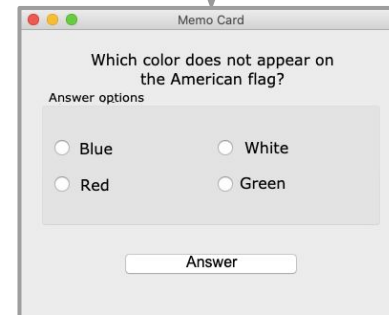 Memo Card
Which color does not appear on
the American flag?
Answer options
Blue
White
Red
Green
Answer